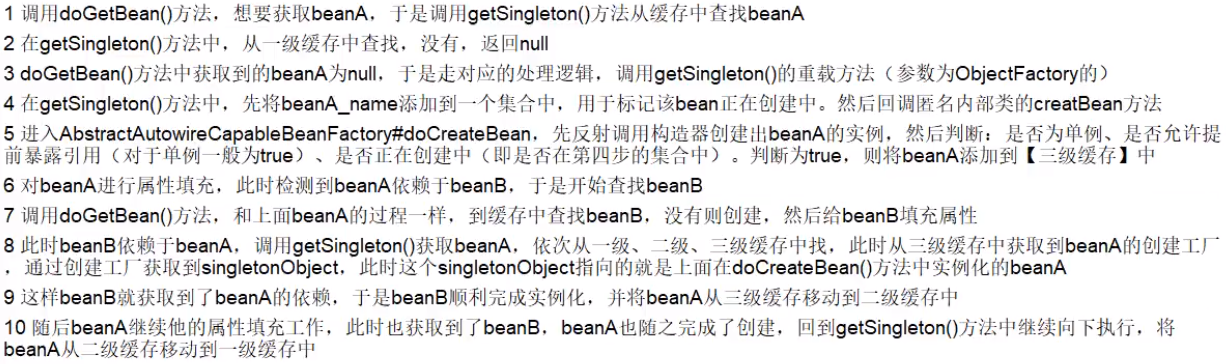 1 调用doGetBean()方法，想要获取beanA，于是调用getSingleton()方法从缓存中查找beanA
2 在getSingleton()方法中，从一级缓存中查找，没有，返回null
3 doGetBean()方法中获取到的beanA为null，于是走对应的处理逻辑，调用getSingleton()的重载方法（参数为ObjectFactory的）
4 在getSingleton()方法中，先将beanA_name添加到一个集合中，用于标记该bean正在创建中。然后回调匿名内部类的creatBean方法
5 进入AbstractAutowireCapableBeanFactory#doCreateBean，先反射调用构造器创建出beanA的实例，然后判断：是否为单例、是否允许提
前暴露引用（对于单例一般为true）、是否正在创建中（即是否在第四步的集合中）。判断为true，则将beanA添加到【三级缓存】中
6 对beanA进行属性填充，此时检测到beanA依赖于beanB，于是开始查找beanB
7 调用doGetBean()方法，和上面beanA的过程一样，到缓存中查找beanB，没有则创建，然后给beanB填充属性
8 此时beanB依赖于beanA，调用getSingleton()获取beanA，依次从一级、二级、三级缓存中找，此时从三级缓存中获取到beanA的创建工厂
，通过创建工厂获取到singletonObject，此时这个singletonObject指向的就是上面在doCreateBean()方法中实例化的beanA
9 这样beanB就获取到了beanA的依赖，于是beanB顺利完成实例化，并将beanA从三级缓存移动到二级缓存中
10 随后beanA继续他的属性填充工作，此时也获取到了beanB，beanA也随之完成了创建，回到getSingleton()方法中继续向下执行，将
beanA从二级缓存移动到一级缓存中